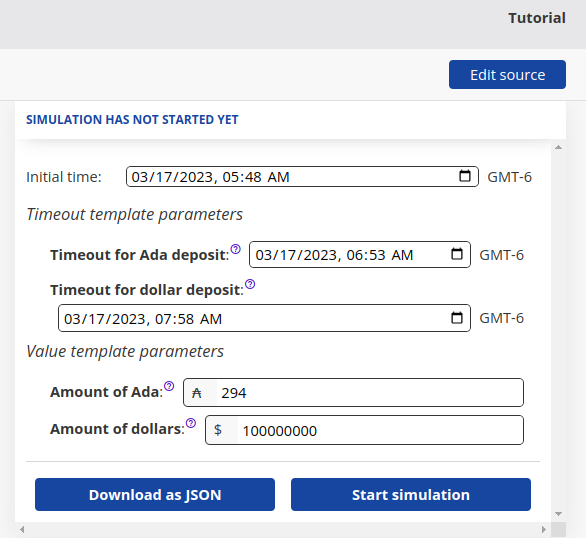 Tutorial
Edit source
SIMULATION HAS NOT STARTED YET
Initial time: 03/17/2023, 05:48 AM GMT-6
Timeout template parameters
Timeout for Ada deposit:? 03/17/2023, 06:53 AM GMT-6
Timeout for dollar deposit:?
03/17/2023, 07:58 AM GMT-6
Value template parameters
Amount of Ada:? ₳ 294
Amount of dollars:? $ 100000000
Download as JSON Start simulation